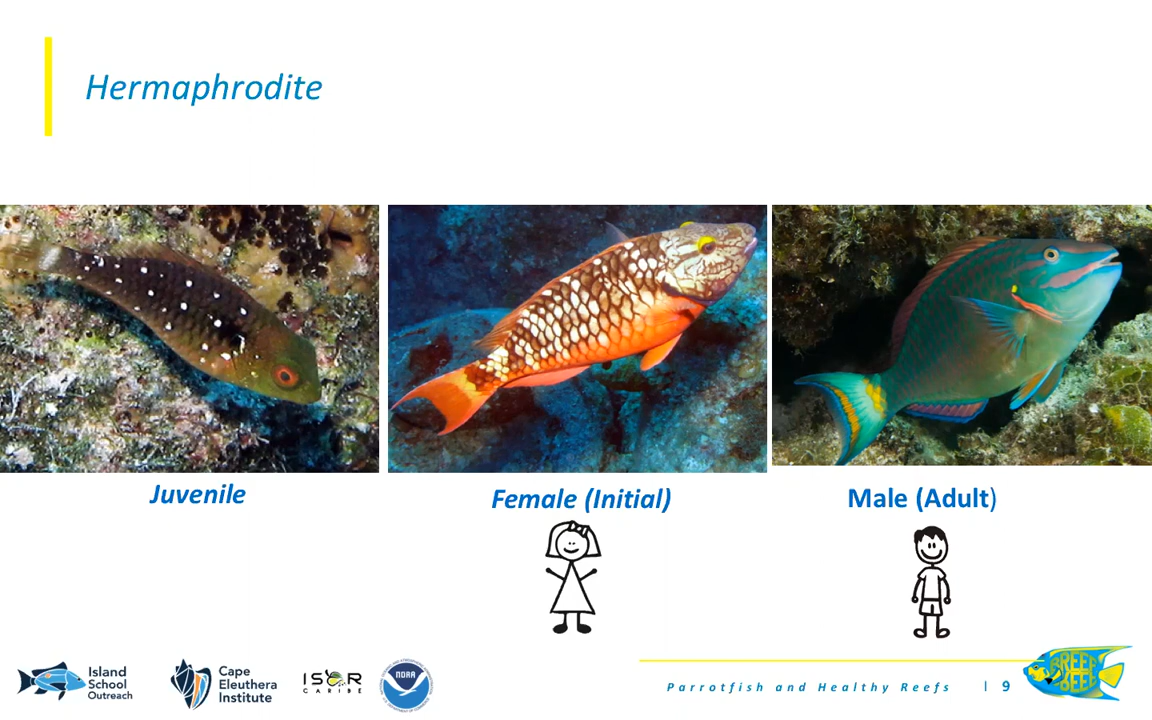 Hermaphrodite
Juvenile
Female (Initial)
Male (Adult)
Island
School
Outreach
Cape
Eleuthera
Institute
ISER
CARIBE
NOAA
Parrotfish and Healthy Reefs | 9
BREEF